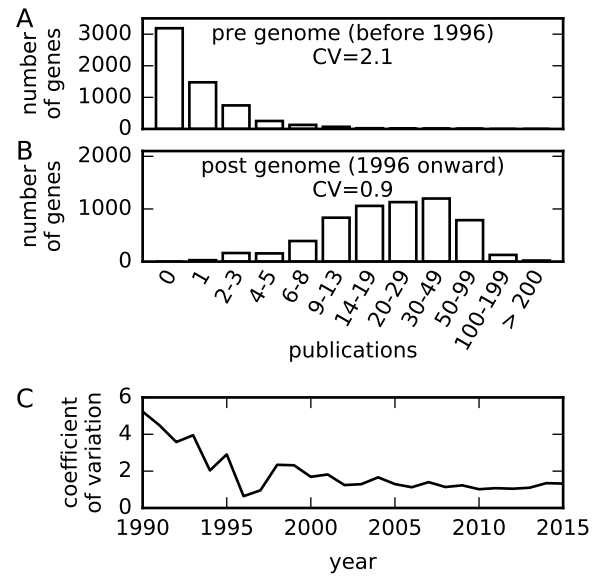 A
pre genome (before 1996)
CV=2.1
number
of genes
3000
2000
1000
0
B
post genome (1996 onward)
CV=0.9
number
of genes
2000
1000
0
0 1 2-3 4-5 6-8 9-13 14-19 20-29 30-49 50-99 100-199 > 200
publications
C
coefficient
of variation
6
4
2
0
1990 1995 2000 2005 2010 2015
year